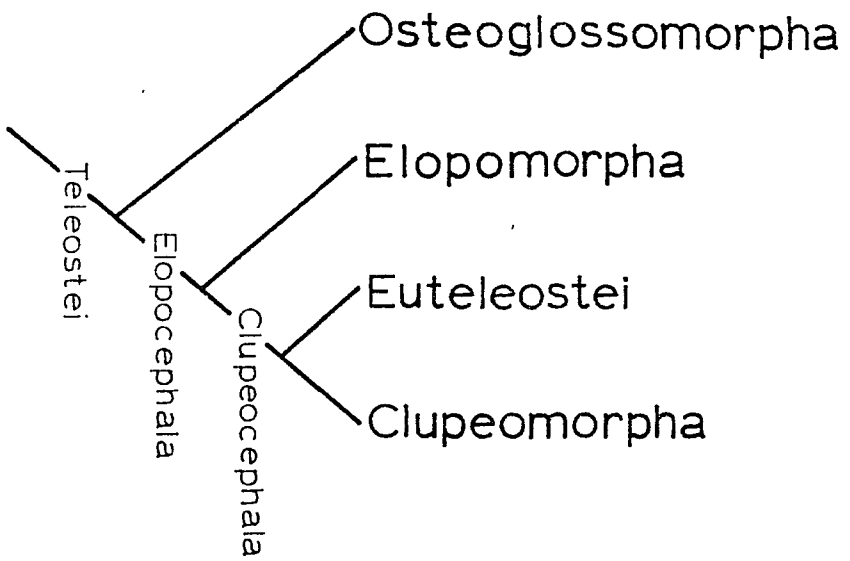 Osteoglossomorpha
Elopomorpha
Euteleostei
Clupeomorpha
Teleostei
Elopocephala
Clupeocephala